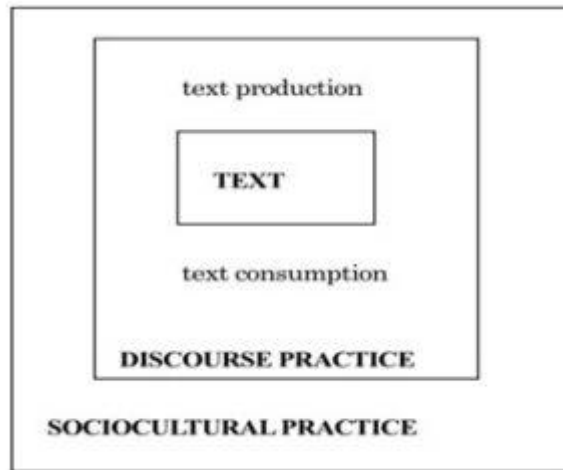 text production
TEXT
text consumption
DISCOURSE PRACTICE
SOCIOCULTURAL PRACTICE